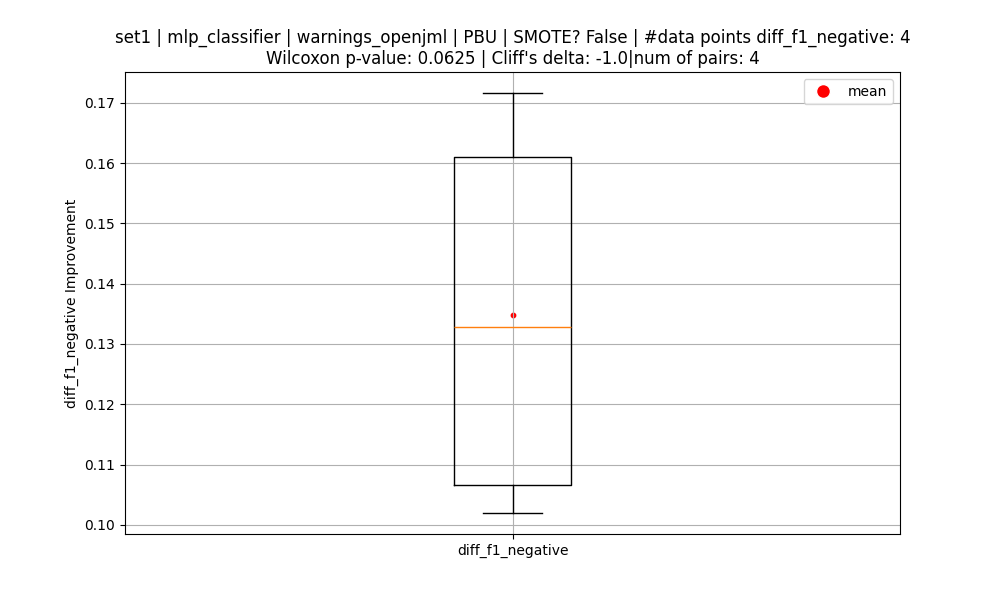 set1 | mlp_classifier | warnings_openjml | PBU | SMOTE? False | #data points diff_f1_negative: 4
Wilcoxon p-value: 0.0625 | Cliff's delta: -1.0|num of pairs: 4
mean
0.17
0.16
0.15
0.14
0.13
0.12
0.11
0.10
diff_f1_negative Improvement
diff_f1_negative